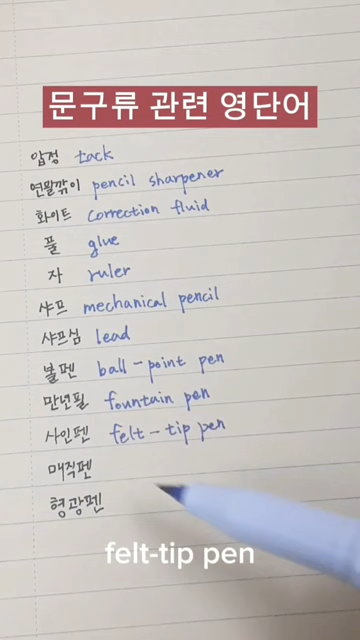 문구류 관련 영단어
압정 tack
연필깎이 pencil sharpener
화이트 correction fluid
풀 glue
자 ruler
샤프 mechanical pencil
샤프심 lead
볼펜 ball-point pen
만년필 fountain pen
사인펜 felt-tip pen
매직펜
형광펜
felt-tip pen